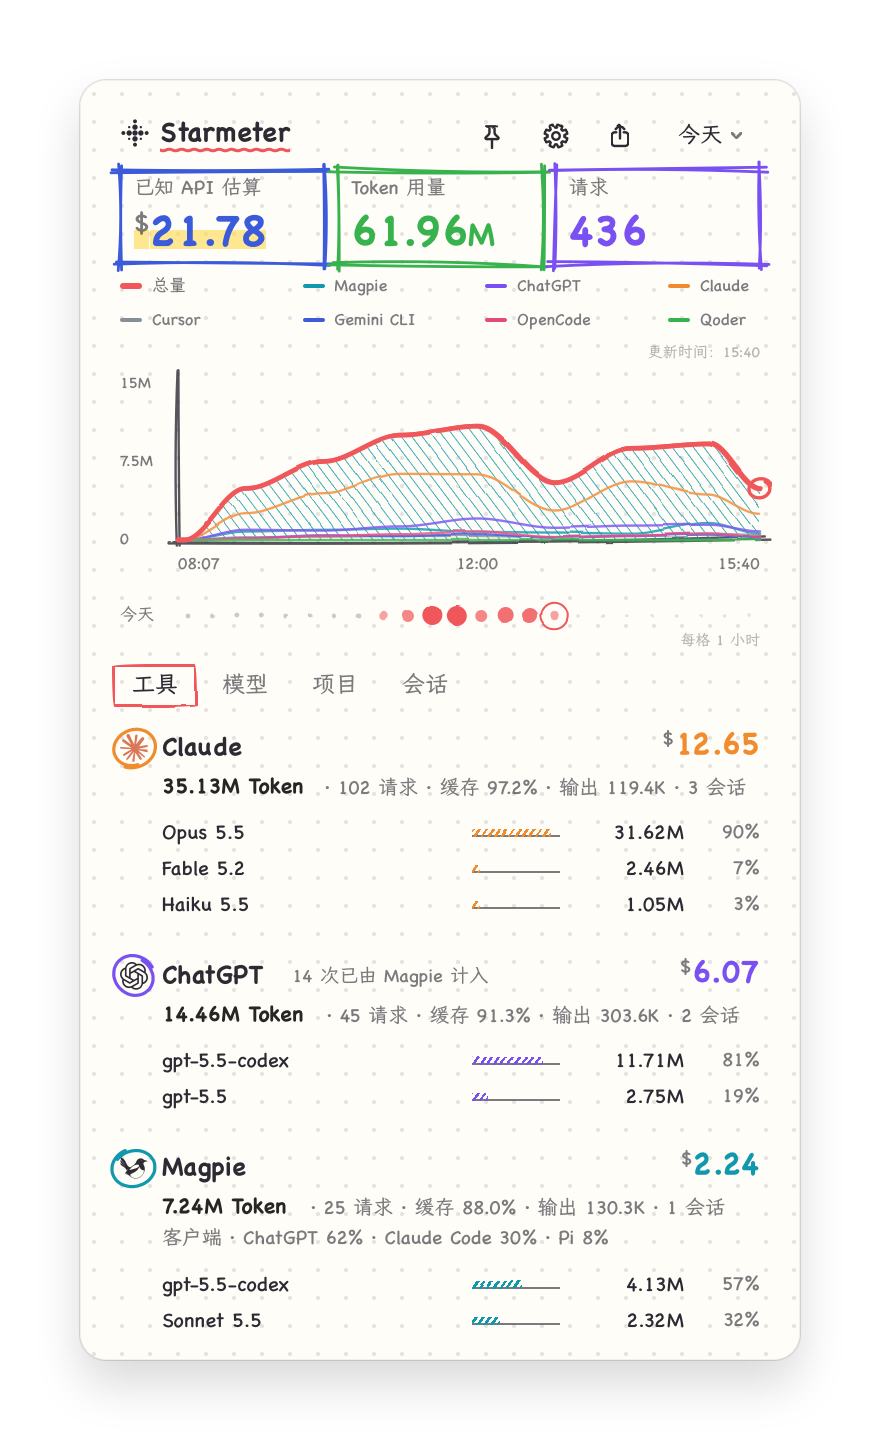 Starmeter 今天
已知 API 估算 Token 用量 请求
$21.78 61.96M 436
总量 Magpie ChatGPT Claude
Cursor Gemini CLI OpenCode Qoder
更新时间: 15:40
15M
7.5M
0
08:07 12:00 15:40
今天
每格 1 小时
工具 模型 项目 会话
Claude $12.65
35.13M Token · 102 请求 · 缓存 97.2% · 输出 119.4K · 3 会话
Opus 5.5 31.62M 90%
Fable 5.2 2.46M 7%
Haiku 5.5 1.05M 3%
ChatGPT 14 次已由 Magpie 计入 $6.07
14.46M Token · 45 请求 · 缓存 91.3% · 输出 303.6K · 2 会话
gpt-5.5-codex 11.71M 81%
gpt-5.5 2.75M 19%
Magpie $2.24
7.24M Token · 25 请求 · 缓存 88.0% · 输出 130.3K · 1 会话
客户端 · ChatGPT 62% · Claude Code 30% · Pi 8%
gpt-5.5-codex 4.13M 57%
Sonnet 5.5 2.32M 32%